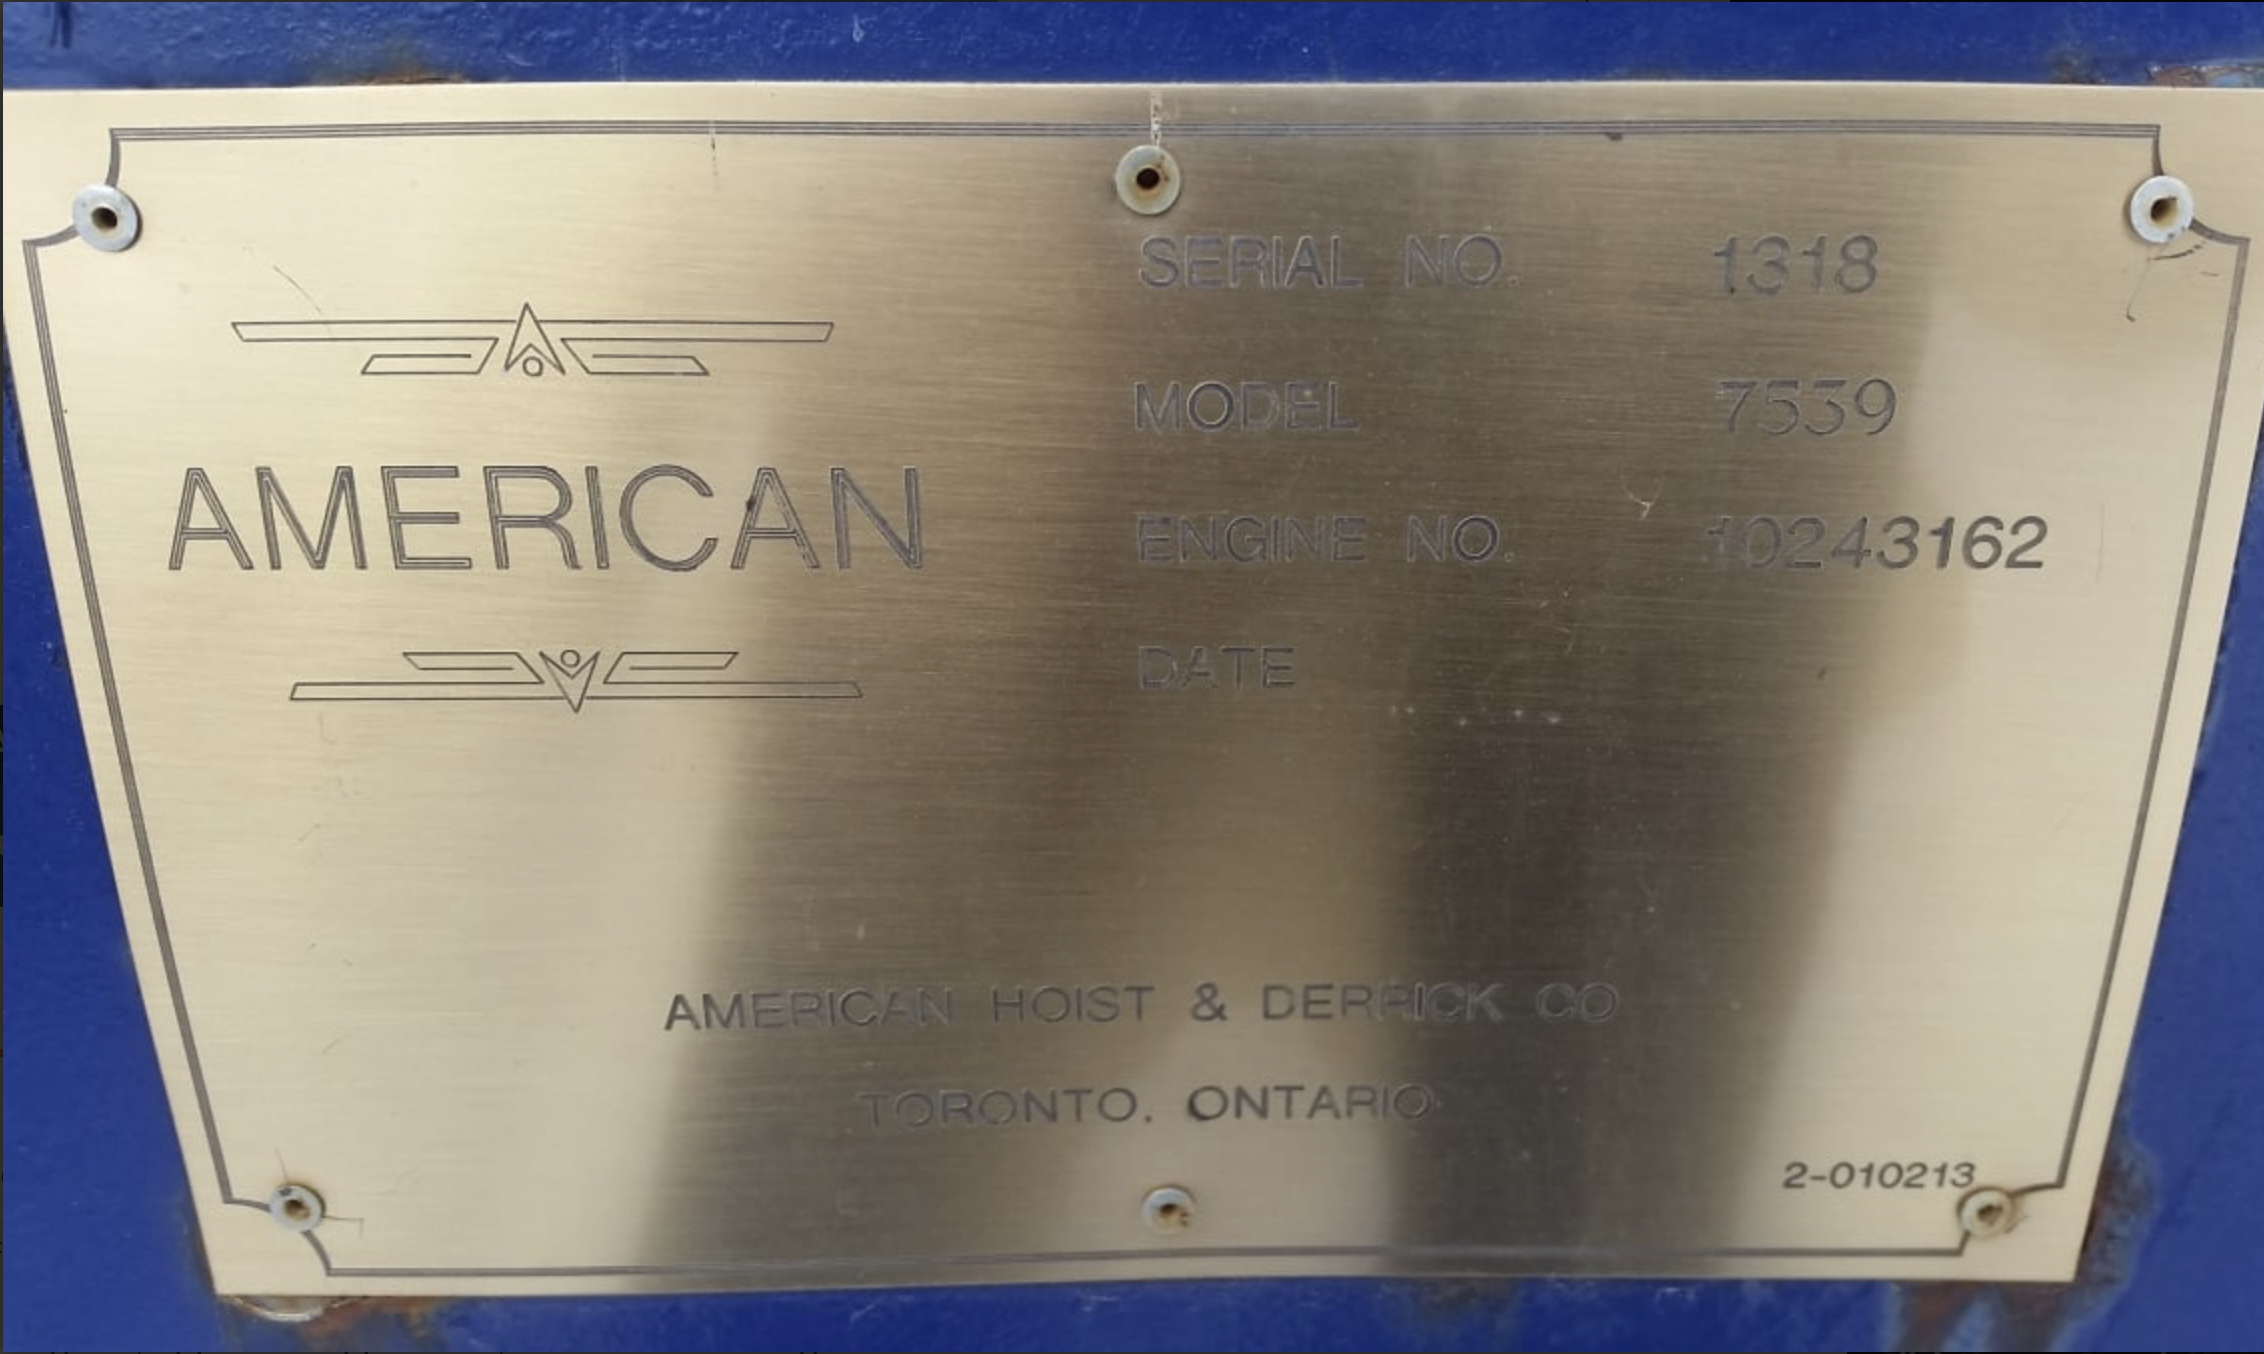 SERIAL NO. 1318
MODEL 7539
AMERICAN
ENGINE NO. 10243162
DATE
AMERICAN HOIST & DERRICK CO
TORONTO. ONTARIO
2-010213